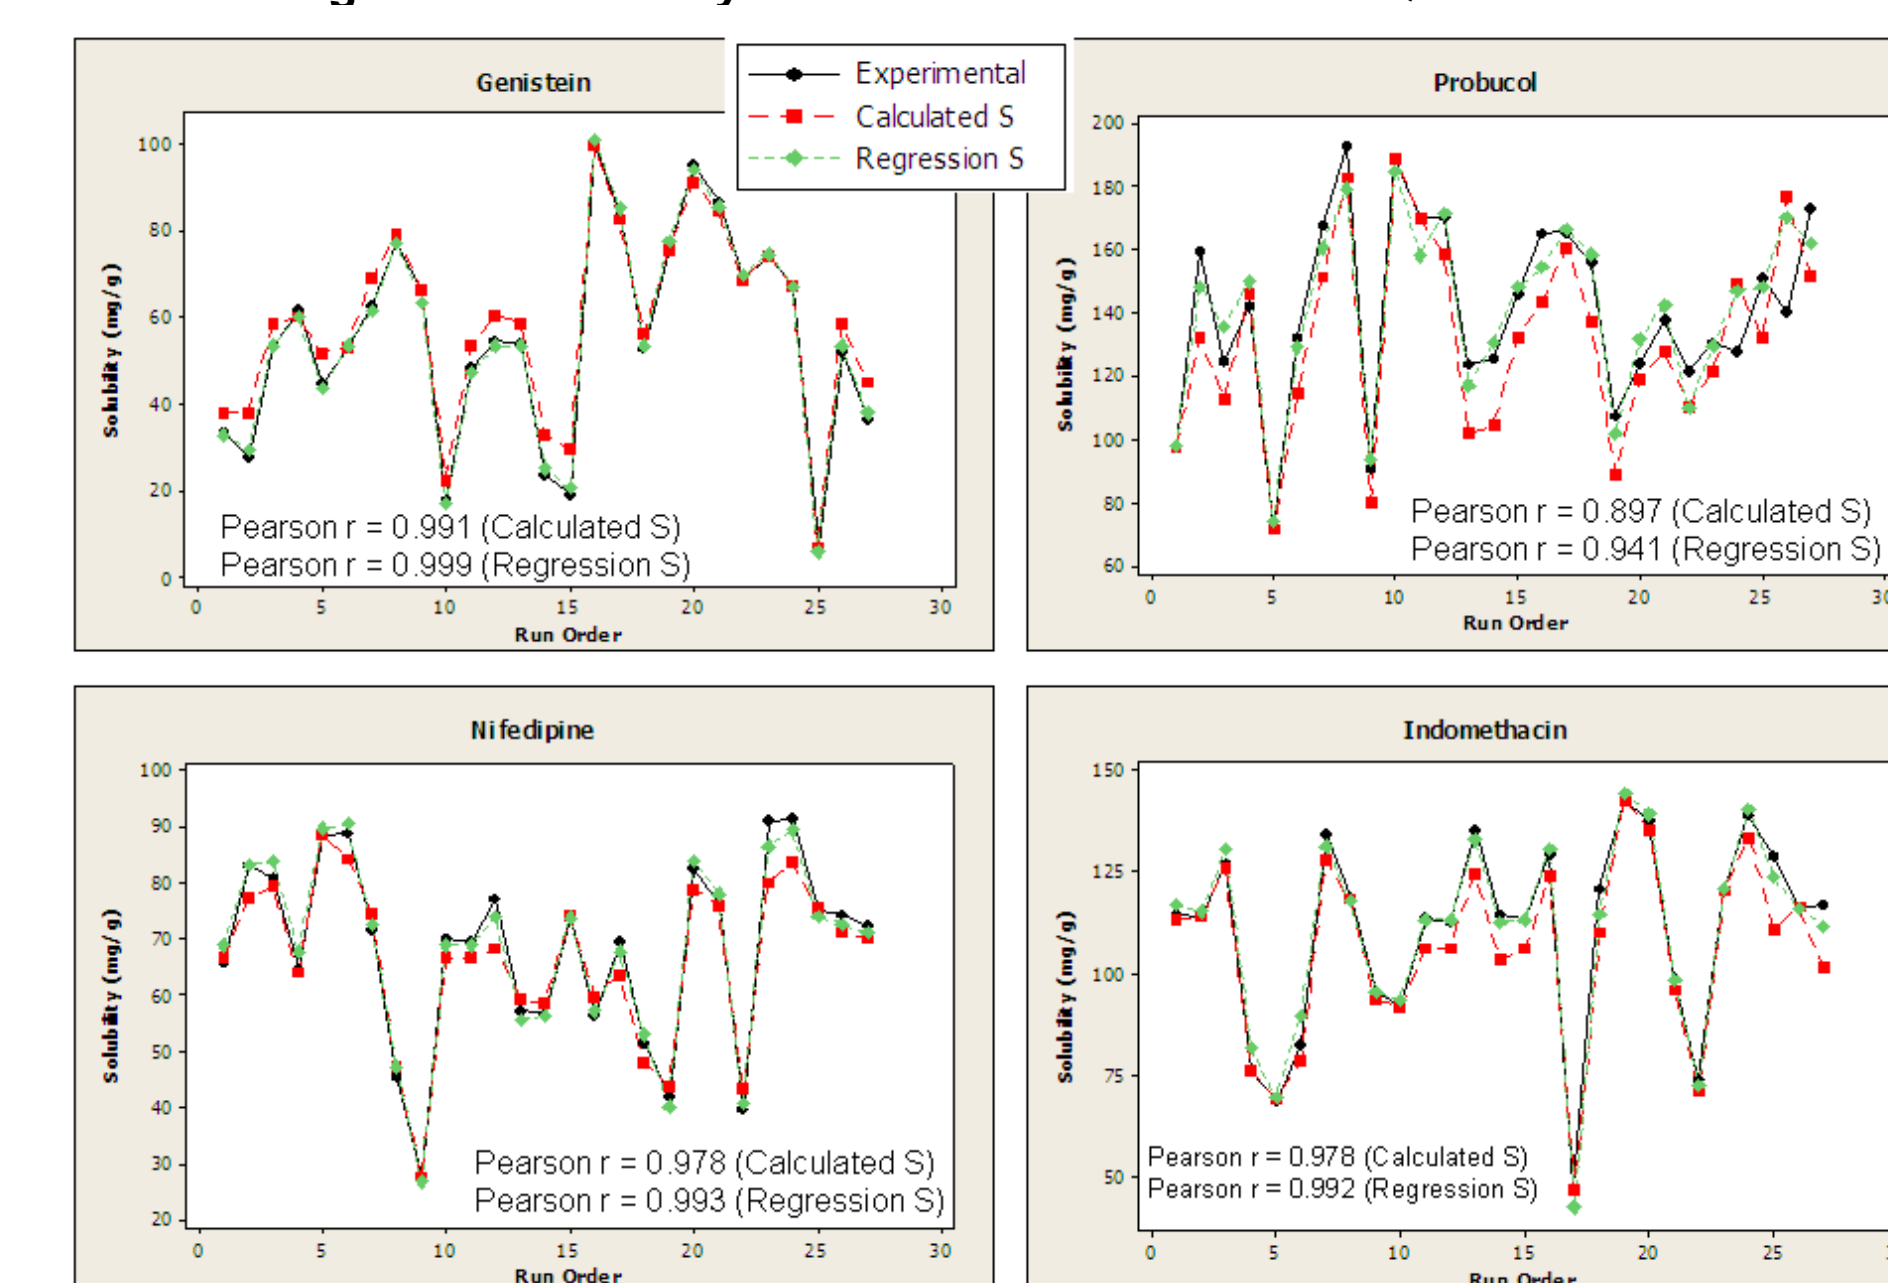 Genistein
Experimental
Calculated S
Regression S
Solubility (mg/g)
100
80
60
40
20
0
Pearson r = 0.991 (Calculated S)
Pearson r = 0.999 (Regression S)
0 5 10 15 20 25 30
Run Order
Probucol
Solubility (mg/g)
200
180
160
140
120
100
80
60
Pearson r = 0.897 (Calculated S)
Pearson r = 0.941 (Regression S)
0 5 10 15 20 25 30
Run Order
Nifedipine
Solubility (mg/g)
100
90
80
70
60
50
40
30
20
Pearson r = 0.978 (Calculated S)
Pearson r = 0.993 (Regression S)
0 5 10 15 20 25 30
Run Order
Indomethacin
Solubility (mg/g)
150
125
100
75
50
Pearson r = 0.978 (Calculated S)
Pearson r = 0.992 (Regression S)
0 5 10 15 20 25
Run Order